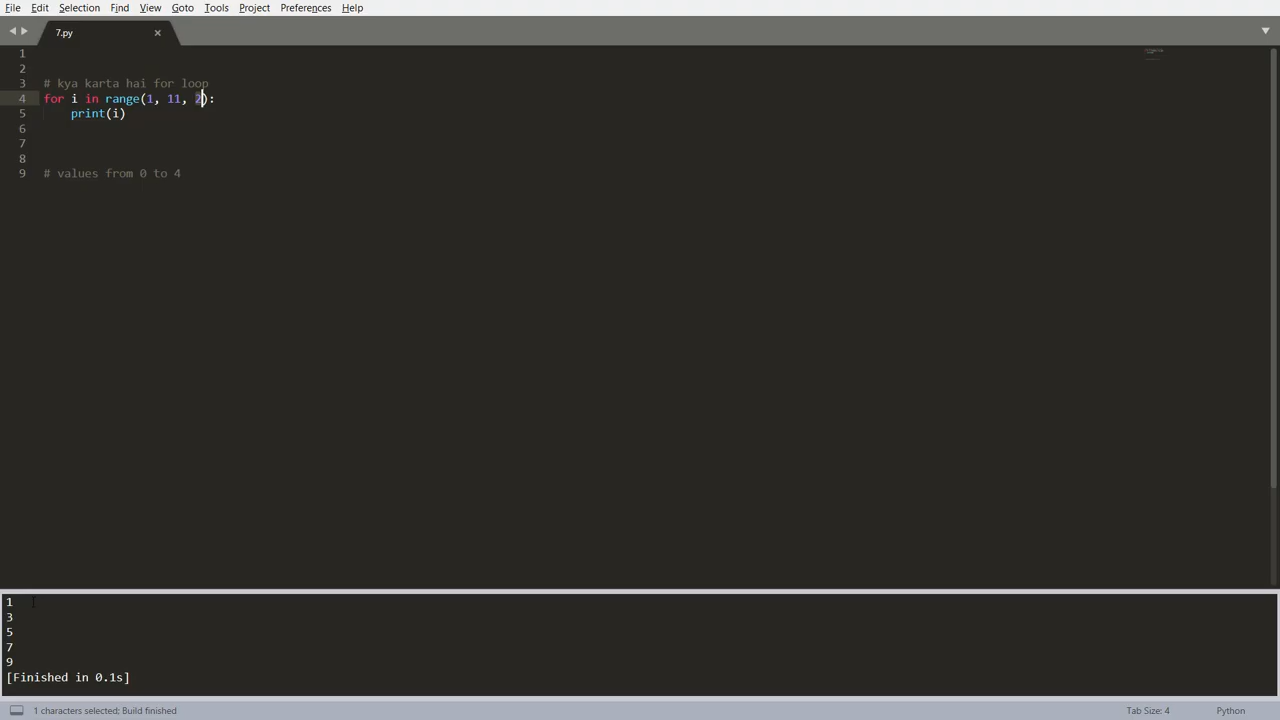 File Edit Selection Find View Goto Tools Project Preferences Help
7.py
1
2
3 # kya karta hai for loop
4 for i in range(1, 11, 2):
5 print(i)
6
7
8
9 # values from 0 to 4
1
3
5
7
9
[Finished in 0.1s]
1 characters selected; Build finished Tab Size: 4 Python